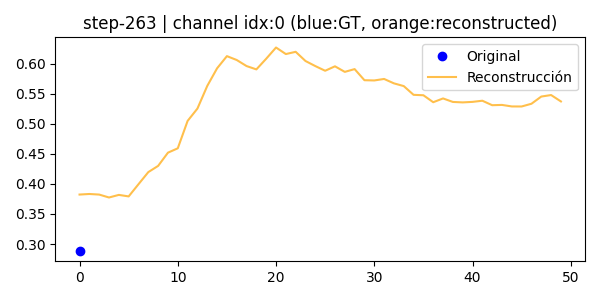 step-263 | channel idx:0 (blue:GT, orange:reconstructed)
Original
Reconstrucción
0.60
0.55
0.50
0.45
0.40
0.35
0.30
0 10 20 30 40 50